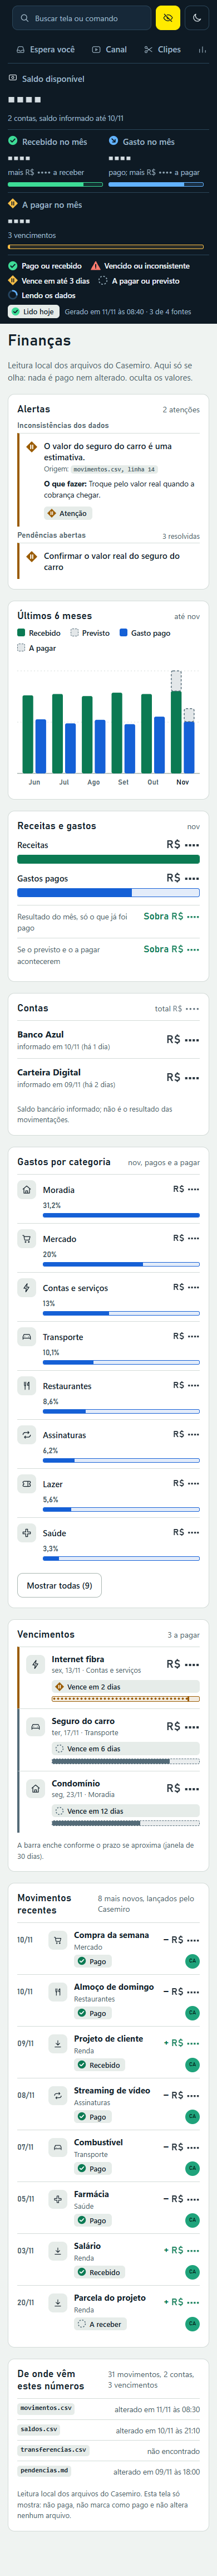 Buscar tela ou comando
Espera você
Canal
Clipes
Saldo disponível
2 contas, saldo informado até 10/11
Recebido no mês
mais R$ •••• a receber
Gasto no mês
pago; mais R$ •••• a pagar
A pagar no mês
3 vencimentos
Pago ou recebido
Vencido ou inconsistente
Vence em até 3 dias
A pagar ou previsto
Lendo os dados
Lido hoje
Gerado em 11/11 às 08:40 · 3 de 4 fontes
Finanças
Leitura local dos arquivos do Casemiro. Aqui só se
olha: nada é pago nem alterado. oculta os valores.
Alertas
2 atenções
Inconsistências dos dados
O valor do seguro do carro é uma
estimativa.
Origem: movimentos.csv, linha 14
O que fazer: Troque pelo valor real quando a
cobrança chegar.
Atenção
Pendências abertas
3 resolvidas
Confirmar o valor real do seguro do
carro
Últimos 6 meses
até nov
Recebido
Previsto
Gasto pago
A pagar
Jun
Jul
Ago
Set
Out
Nov
Receitas e gastos
nov
Receitas
R$ ••••
Gastos pagos
R$ ••••
Resultado do mês, só o que já foi
pago
Sobra R$ ••••
Se o previsto e o a pagar
acontecerem
Sobra R$ ••••
Contas
total R$ ••••
Banco Azul
informado em 10/11 (há 1 dia)
R$ ••••
Carteira Digital
informado em 09/11 (há 2 dias)
R$ ••••
Saldo bancário informado; não é o resultado das
movimentações.
Gastos por categoria
nov, pagos e a pagar
Moradia
R$ ••••
31,2%
Mercado
R$ ••••
20%
Contas e serviços
R$ ••••
13%
Transporte
R$ ••••
10,1%
Restaurantes
R$ ••••
8,6%
Assinaturas
R$ ••••
6,2%
Lazer
R$ ••••
5,6%
Saúde
R$ ••••
3,3%
Mostrar todas (9)
Vencimentos
3 a pagar
Internet fibra
sex, 13/11 · Contas e serviços
R$ ••••
Vence em 2 dias
Seguro do carro
ter, 17/11 · Transporte
R$ ••••
Vence em 6 dias
Condomínio
seg, 23/11 · Moradia
R$ ••••
Vence em 12 dias
A barra enche conforme o prazo se aproxima (janela de
30 dias).
Movimentos
recentes
8 mais novos, lançados pelo
Casemiro
10/11
Compra da semana
Mercado
− R$ ••••
Pago
CA
10/11
Almoço de domingo
Restaurantes
− R$ ••••
Pago
CA
09/11
Projeto de cliente
Renda
+ R$ ••••
Recebido
CA
08/11
Streaming de vídeo
Assinaturas
− R$ ••••
Pago
CA
07/11
Combustível
Transporte
− R$ ••••
Pago
CA
05/11
Farmácia
Saúde
− R$ ••••
Pago
CA
03/11
Salário
Renda
+ R$ ••••
Recebido
CA
20/11
Parcela do projeto
Renda
+ R$ ••••
A receber
CA
De onde vêm
estes números
31 movimentos, 2 contas,
3 vencimentos
movimentos.csv
alterado em 11/11 às 08:30
saldos.csv
alterado em 10/11 às 21:10
transferencias.csv
não encontrado
pendencias.md
alterado em 09/11 às 18:00
Leitura local dos arquivos do Casemiro. Esta tela só
mostra: não paga, não marca como pago e não altera
nenhum arquivo.